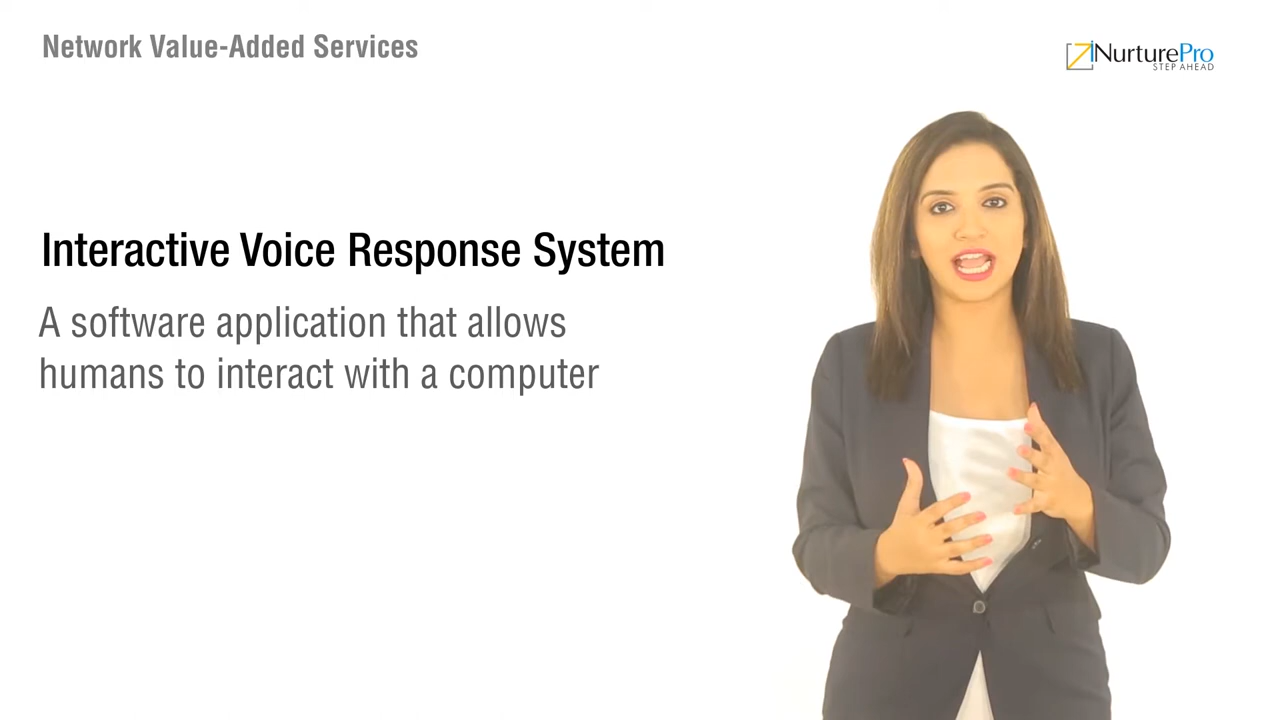 Network Value-Added Services
iNurturePro
STEP AHEAD
Interactive Voice Response System
A software application that allows
humans to interact with a computer